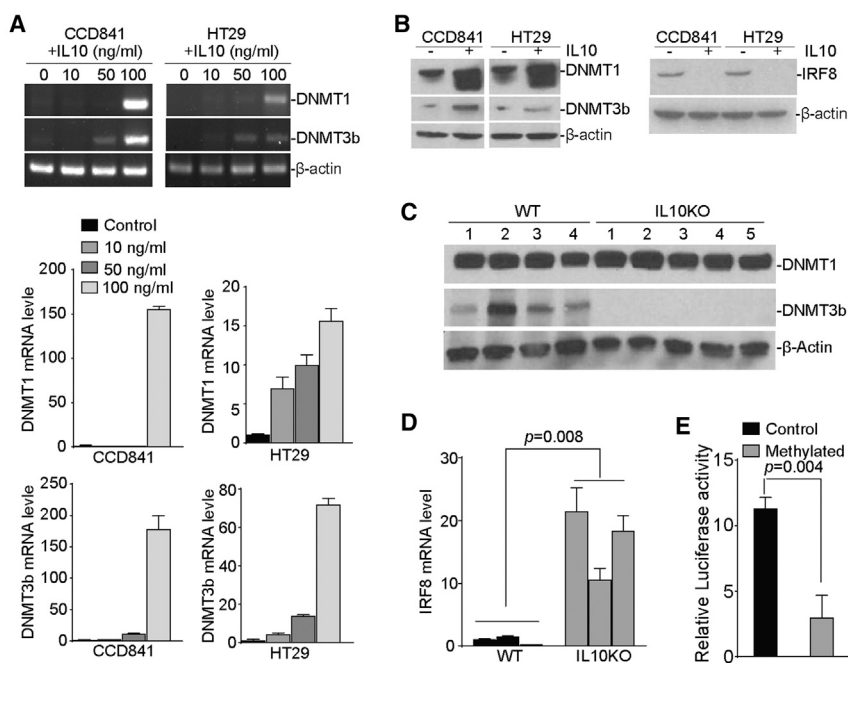 A
CCD841
+IL10 (ng/ml)
0 10 50 100
HT29
+IL10 (ng/ml)
0 10 50 100
-DNMT1
-DNMT3b
-β-actin
Control
10 ng/ml
50 ng/ml
100 ng/ml
DNMT1 mRNA levle
200
150
100
50
0
CCD841
DNMT1 mRNA levle
20
15
10
5
0
HT29
DNMT3b mRNA levle
250
200
150
100
50
0
CCD841
DNMT3b mRNA levle
80
60
40
20
0
HT29
B
CCD841 HT29
- + - + IL10
-DNMT1
-DNMT3b
-β-actin
CCD841 HT29
- + - + IL10
-IRF8
-β-actin
C
WT IL10KO
1 2 3 4 1 2 3 4 5
-DNMT1
-DNMT3b
-β-Actin
D
p=0.008
IRF8 mRNA level
30
20
10
0
WT IL10KO
E
Control
Methylated
p=0.004
Relative Luciferase activity
15
10
5
0